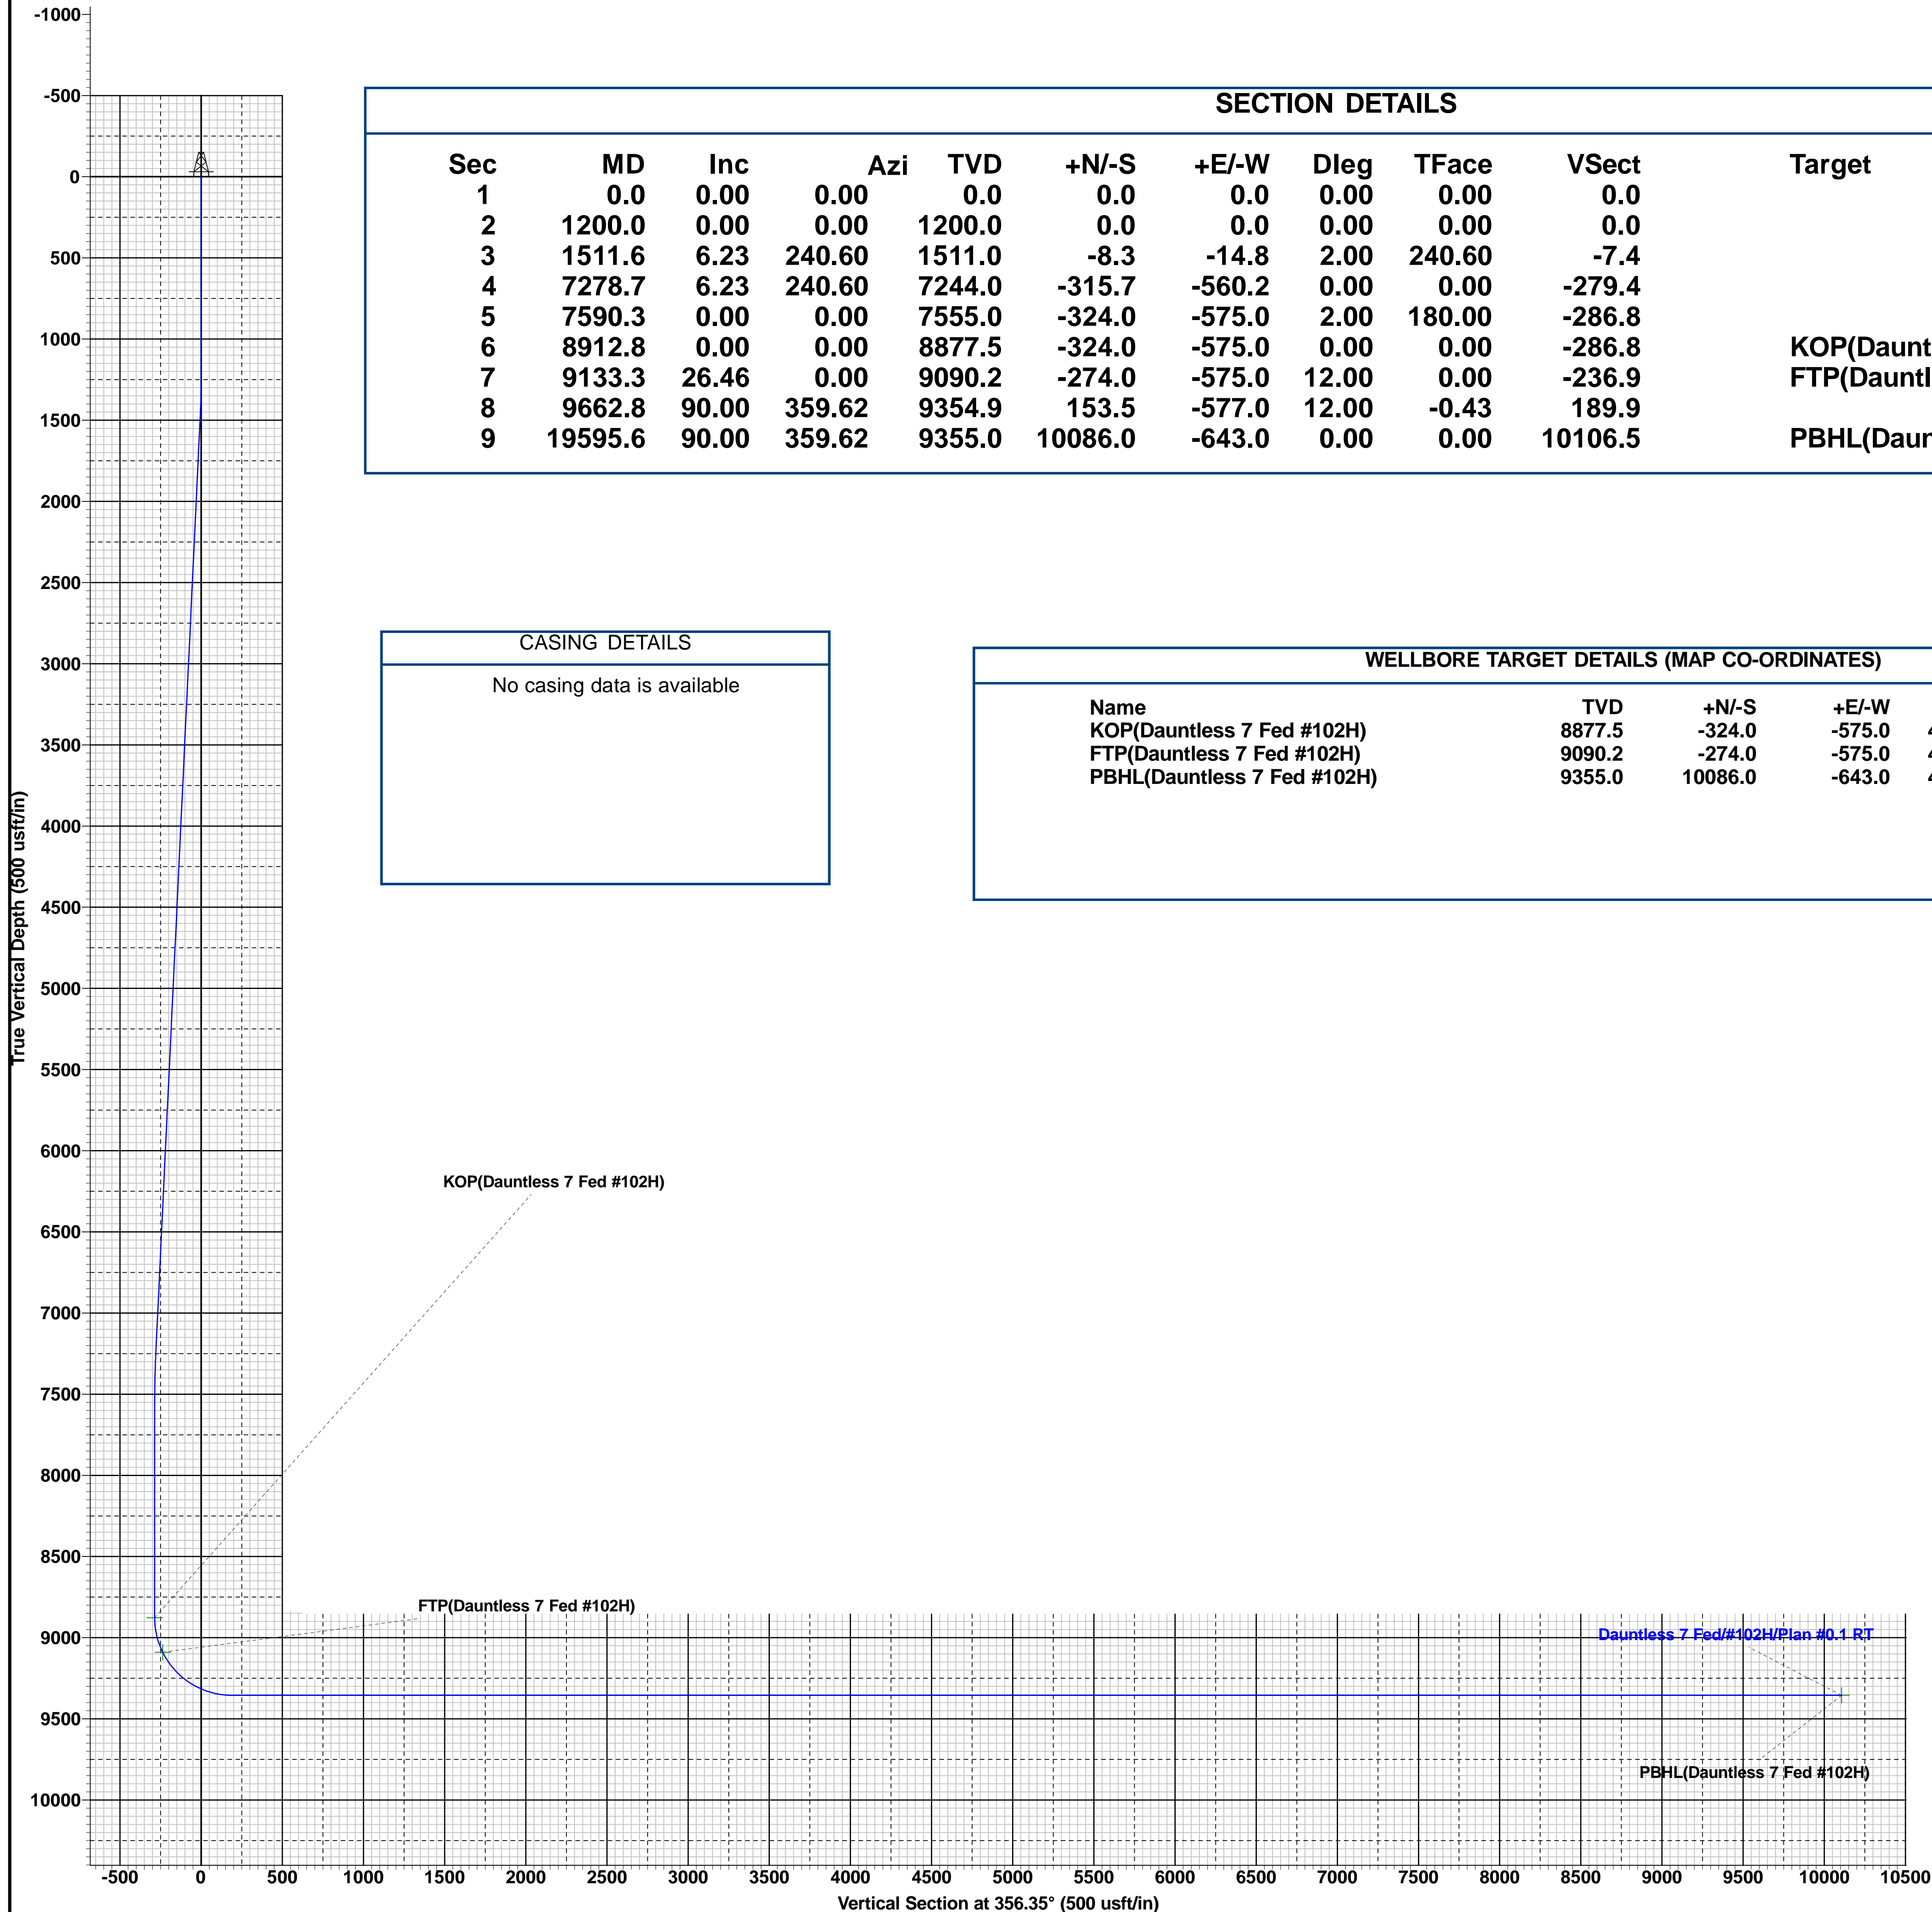 -1000
-500
0
500
1000
1500
2000
2500
3000
3500
4000
4500
5000
5500
6000
6500
7000
7500
8000
8500
9000
9500
10000
True Vertical Depth (500 usft/in)
SECTION DETAILS
Sec MD Inc Azi TVD +N/-S +E/-W Dleg TFace VSect Target
1 0.0 0.00 0.00 0.0 0.0 0.0 0.00 0.00 0.0
2 1200.0 0.00 0.00 1200.0 0.0 0.0 0.00 0.00 0.0
3 1511.6 6.23 240.60 1511.0 -8.3 -14.8 2.00 240.60 -7.4
4 7278.7 6.23 240.60 7244.0 -315.7 -560.2 0.00 0.00 -279.4
5 7590.3 0.00 0.00 7555.0 -324.0 -575.0 2.00 180.00 -286.8
6 8912.8 0.00 0.00 8877.5 -324.0 -575.0 0.00 0.00 -286.8 KOP(Daunt
7 9133.3 26.46 0.00 9090.2 -274.0 -575.0 12.00 0.00 -236.9 FTP(Dauntl
8 9662.8 90.00 359.62 9354.9 153.5 -577.0 12.00 -0.43 189.9
9 19595.6 90.00 359.62 9355.0 10086.0 -643.0 0.00 0.00 10106.5 PBHL(Daun
CASING DETAILS
No casing data is available
WELLBORE TARGET DETAILS (MAP CO-ORDINATES)
Name TVD +N/-S +E/-W
KOP(Dauntless 7 Fed #102H) 8877.5 -324.0 -575.0 4
FTP(Dauntless 7 Fed #102H) 9090.2 -274.0 -575.0 4
PBHL(Dauntless 7 Fed #102H) 9355.0 10086.0 -643.0 4
KOP(Dauntless 7 Fed #102H)
FTP(Dauntless 7 Fed #102H)
Dauntless 7 Fed/#102H/Plan #0.1 RT
PBHL(Dauntless 7 Fed #102H)
-500 0 500 1000 1500 2000 2500 3000 3500 4000 4500 5000 5500 6000 6500 7000 7500 8000 8500 9000 9500 10000 10500
Vertical Section at 356.35° (500 usft/in)